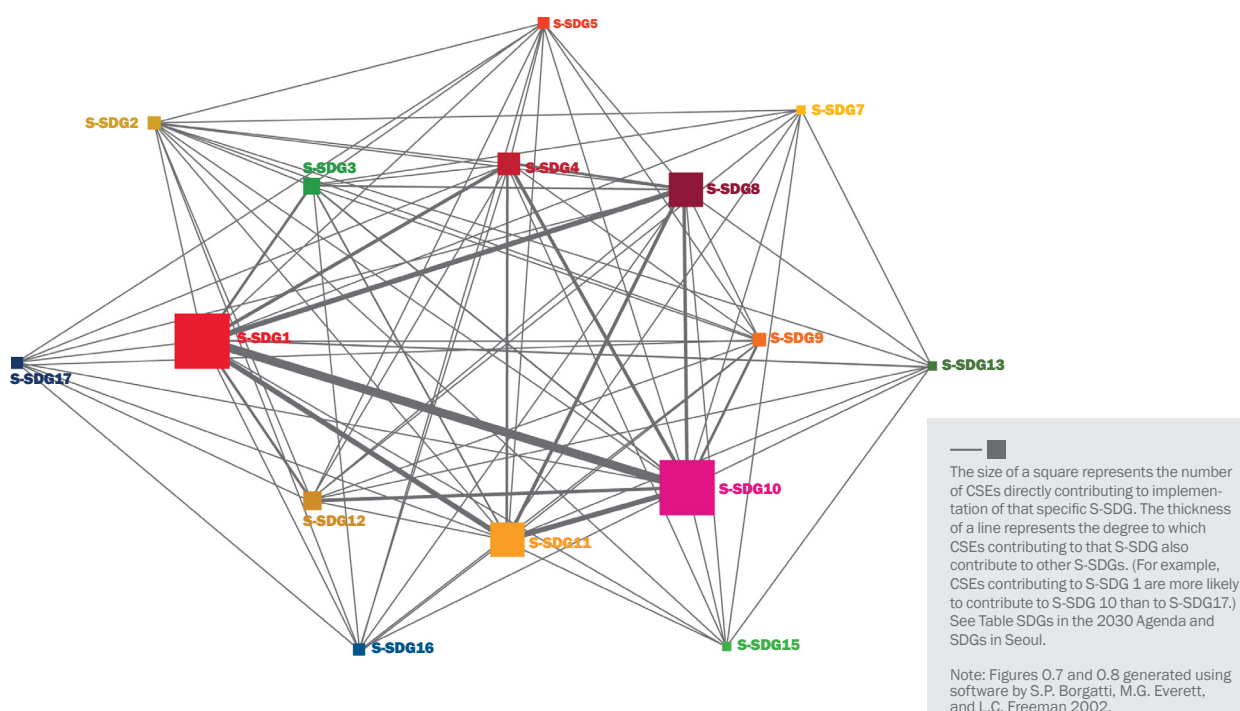 S-SDG5
S-SDG7
S-SDG2
S-SDG3
S-SDG4
S-SDG8
S-SDG1
S-SDG9
S-SDG17
S-SDG13
S-SDG10
S-SDG12
S-SDG11
S-SDG16
S-SDG15
The size of a square represents the number
of CSEs directly contributing to implemen-
tation of that specific S-SDG. The thickness
of a line represents the degree to which
CSEs contributing to that S-SDG also
contribute to other S-SDGs. (For example,
CSEs contributing to S-SDG 1 are more likely
to contribute to S-SDG 10 than to S-SDG17.)
See Table SDGs in the 2030 Agenda and
SDGs in Seoul.
Note: Figures 0.7 and 0.8 generated using
software by S.P. Borgatti, M.G. Everett,
and L.C. Freeman 2002.